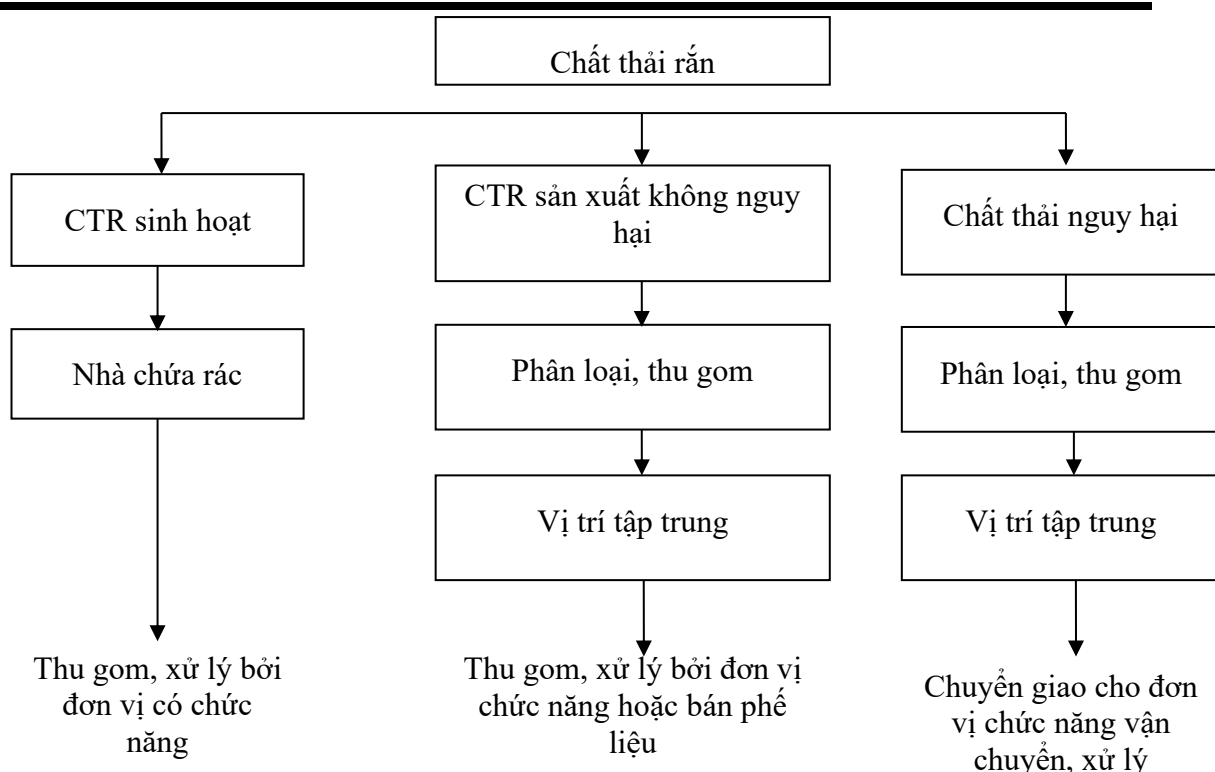 Chất thải rắn
CTR sinh hoạt
CTR sản xuất không nguy
hại
Chất thải nguy hại
Nhà chứa rác
Phân loại, thu gom
Phân loại, thu gom
Vị trí tập trung
Vị trí tập trung
Thu gom, xử lý bởi
đơn vị có chức
năng
Thu gom, xử lý bởi đơn vị
chức năng hoặc bán phế
liệu
Chuyển giao cho đơn
vị chức năng vận
chuyển, xử lý